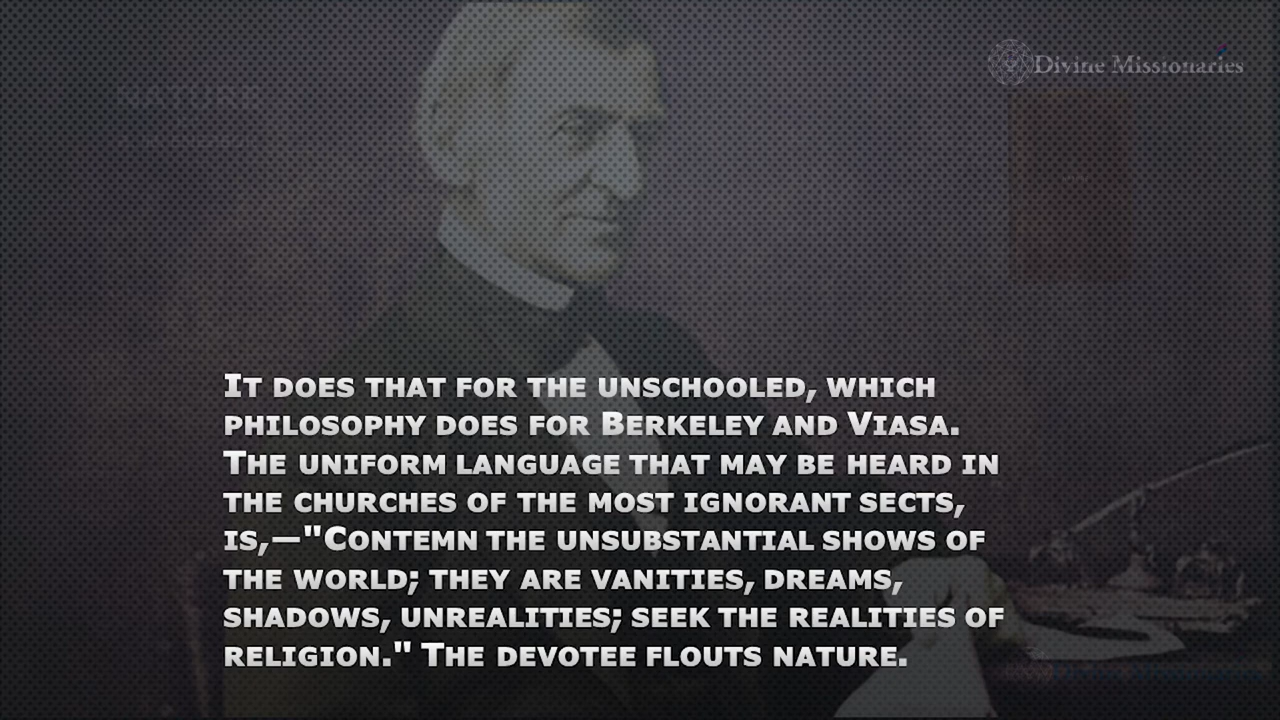 NATURE
Divine Missionaries
It does that for the unschooled, which
philosophy does for Berkeley and Viasa.
The uniform language that may be heard in
the churches of the most ignorant sects,
is,—"Contemn the unsubstantial shows of
the world; they are vanities, dreams,
shadows, unrealities; seek the realities of
religion." The devotee flouts nature.